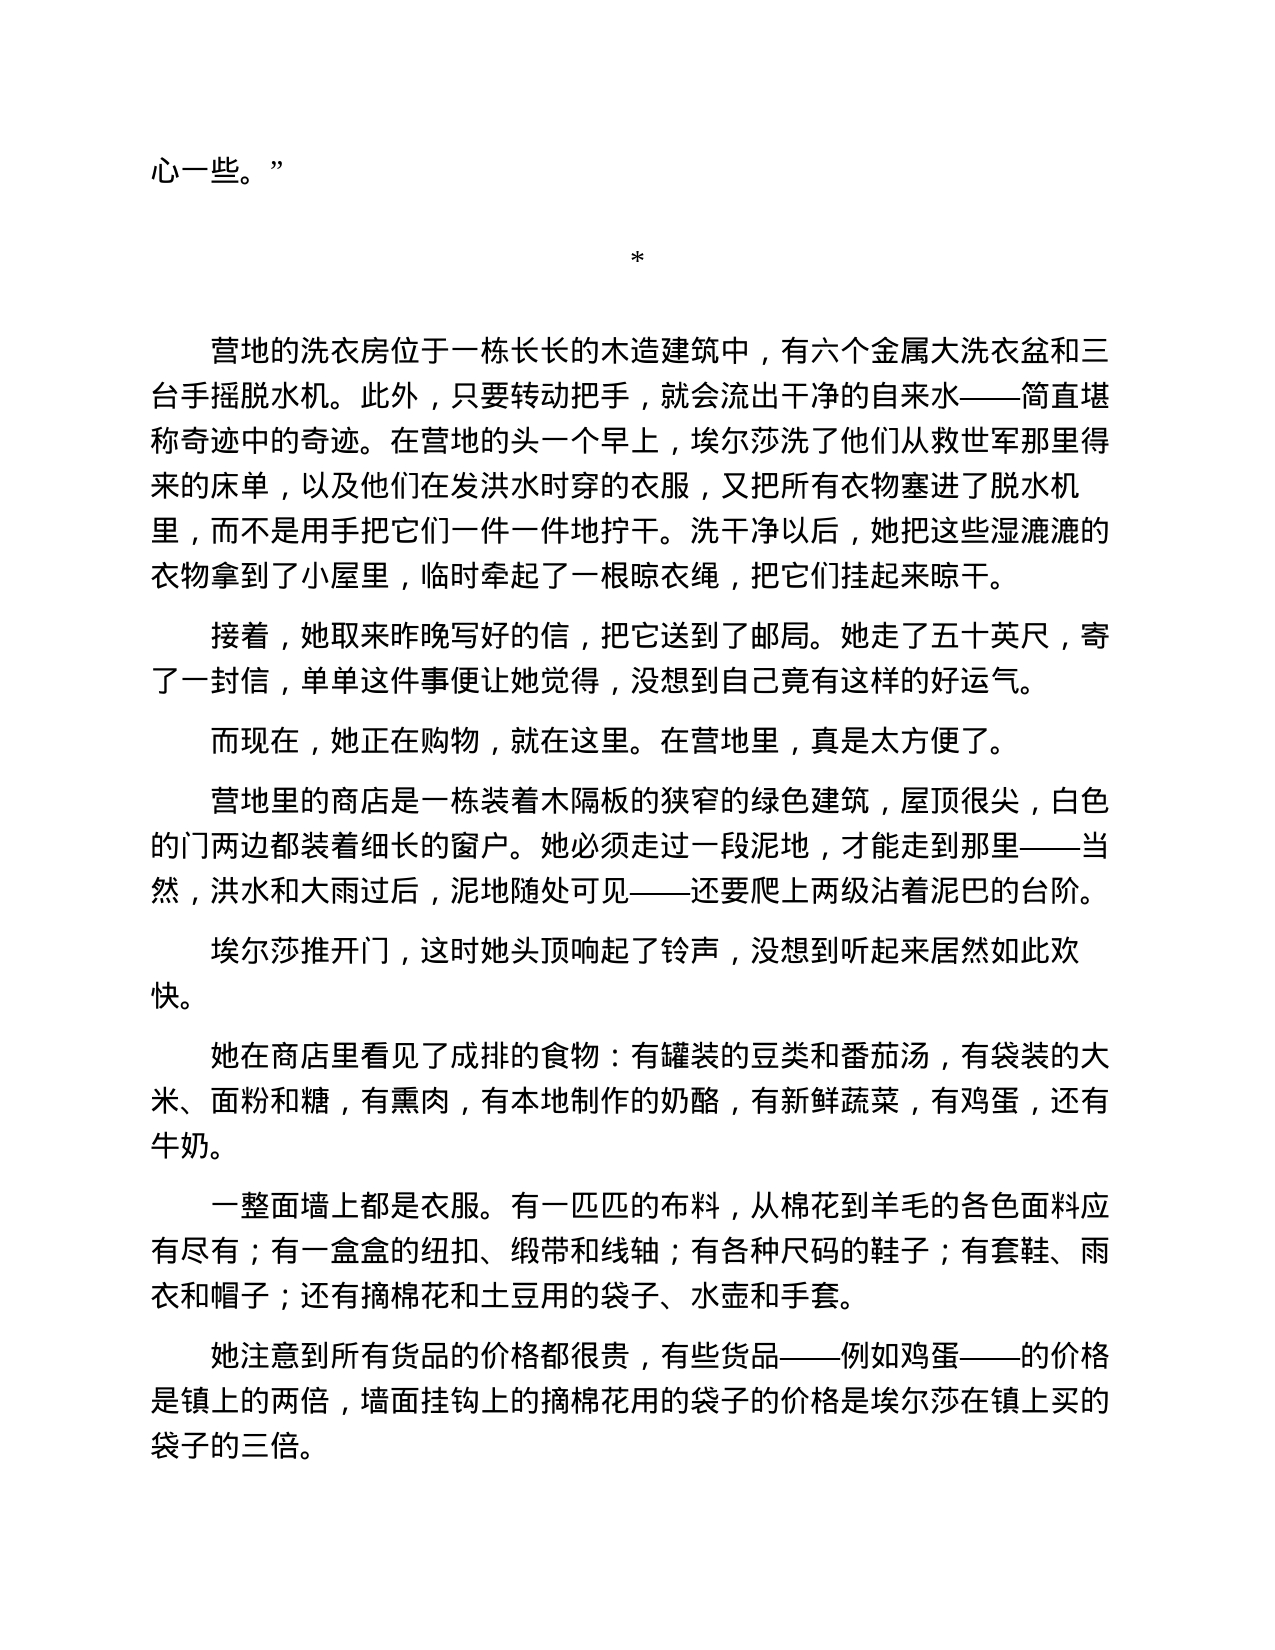 心一些。”
*
营地的洗衣房位于一栋长长的木造建筑中，有六个金属大洗衣盆和三
台手摇脱水机。此外，只要转动把手，就会流出干净的自来水——简直堪
称奇迹中的奇迹。在营地的头一个早上，埃尔莎洗了他们从救世军那里得
来的床单，以及他们在发洪水时穿的衣服，又把所有衣物塞进了脱水机
里，而不是用手把它们一件一件地拧干。洗干净以后，她把这些湿漉漉的
衣物拿到了小屋里，临时牵起了一根晾衣绳，把它们挂起来晾干。
接着，她取来昨晚写好的信，把它送到了邮局。她走了五十英尺，寄
了一封信，单单这件事便让她觉得，没想到自己竟有这样的好运气。
而现在，她正在购物，就在这里。在营地里，真是太方便了。
营地里的商店是一栋装着木隔板的狭窄的绿色建筑，屋顶很尖，白色
的门两边都装着细长的窗户。她必须走过一段泥地，才能走到那里——当
然，洪水和大雨过后，泥地随处可见——还要爬上两级沾着泥巴的台阶。
埃尔莎推开门，这时她头顶响起了铃声，没想到听起来居然如此欢
快。
她在商店里看见了成排的食物：有罐装的豆类和番茄汤，有袋装的大
米、面粉和糖，有熏肉，有本地制作的奶酪，有新鲜蔬菜，有鸡蛋，还有
牛奶。
一整面墙上都是衣服。有一匹匹的布料，从棉花到羊毛的各色面料应
有尽有；有一盒盒的纽扣、缎带和线轴；有各种尺码的鞋子；有套鞋、雨
衣和帽子；还有摘棉花和土豆用的袋子、水壶和手套。
她注意到所有货品的价格都很贵，有些货品——例如鸡蛋——的价格
是镇上的两倍，墙面挂钩上的摘棉花用的袋子的价格是埃尔莎在镇上买的
袋子的三倍。